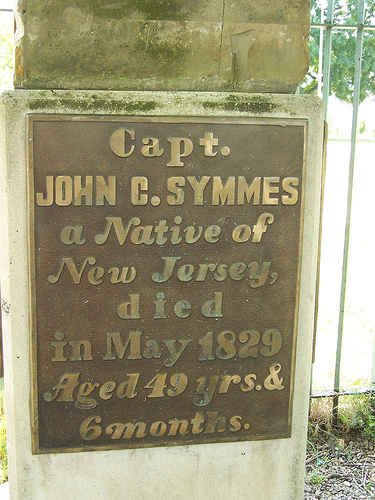 Capt.
JOHN C. SYMMES
a Native of
New Jersey,
died
in May 1829
Aged 49 yrs. &
6 months.